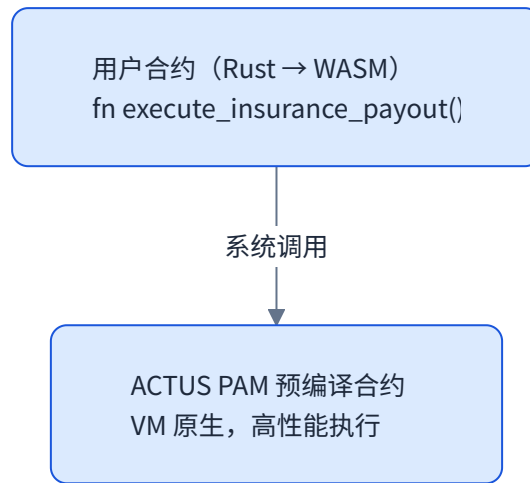 用户合约（Rust → WASM）
fn execute_insurance_payout()
系统调用
ACTUS PAM 预编译合约
VM 原生，高性能执行